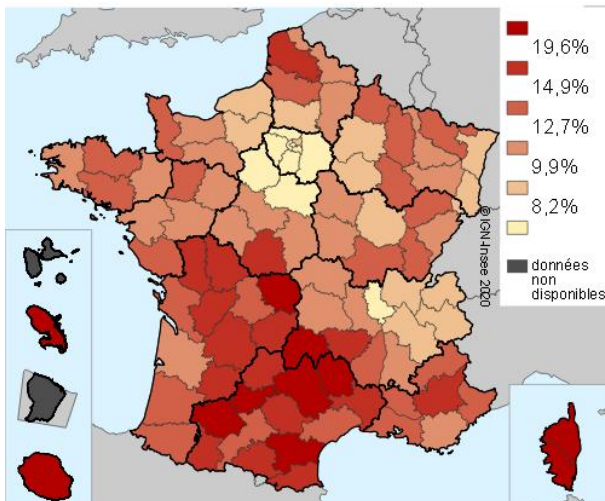 19,6%
14,9%
12,7%
9,9%
8,2%
données
non
disponibles
© IGN-Insee 2020